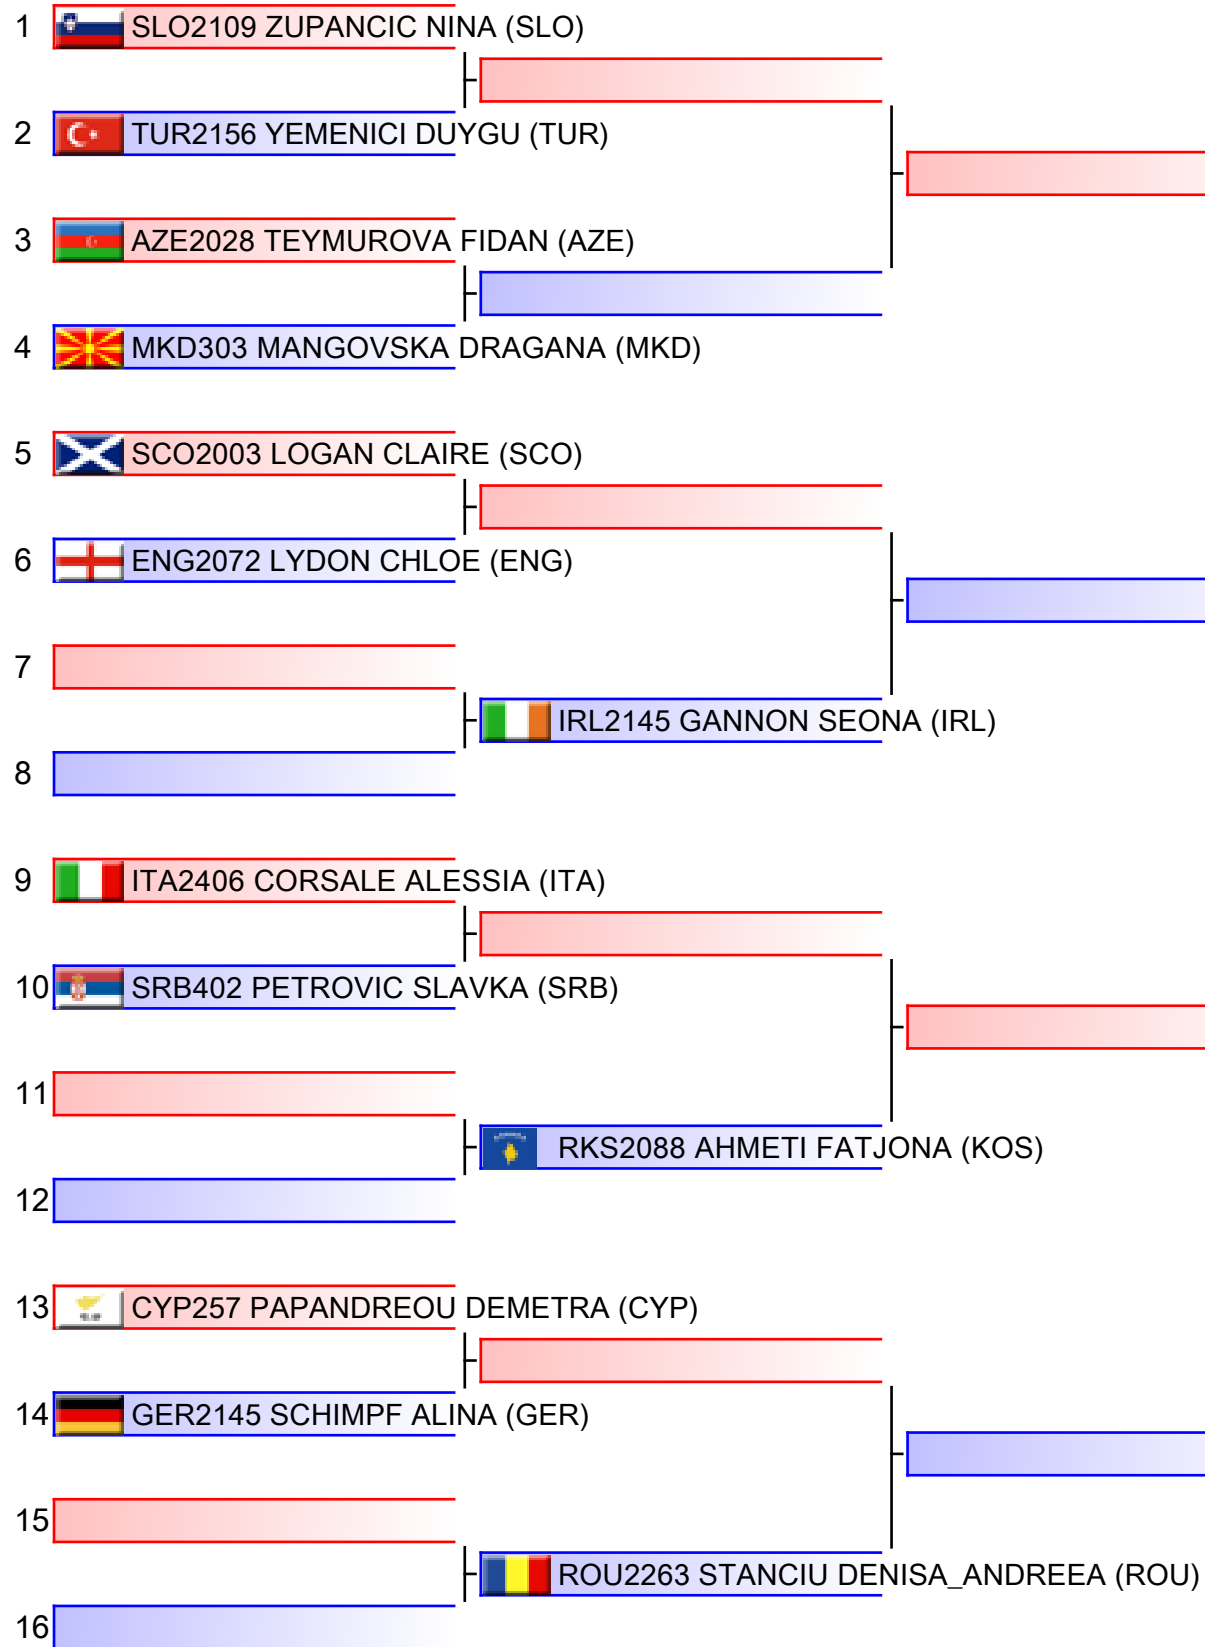 1 SLO2109 ZUPANCIC NINA (SLO)
2 TUR2156 YEMENICI DUYGU (TUR)
3 AZE2028 TEYMUROVA FIDAN (AZE)
4 MKD303 MANGOVSKA DRAGANA (MKD)
5 SCO2003 LOGAN CLAIRE (SCO)
6 ENG2072 LYDON CHLOE (ENG)
7
IRL2145 GANNON SEONA (IRL)
8
9 ITA2406 CORSALE ALESSIA (ITA)
10 SRB402 PETROVIC SLAVKA (SRB)
11
RKS2088 AHMETI FATJONA (KOS)
12
13 CYP257 PAPANDREOU DEMETRA (CYP)
14 GER2145 SCHIMPF ALINA (GER)
15
ROU2263 STANCIU DENISA_ANDREEA (ROU)
16